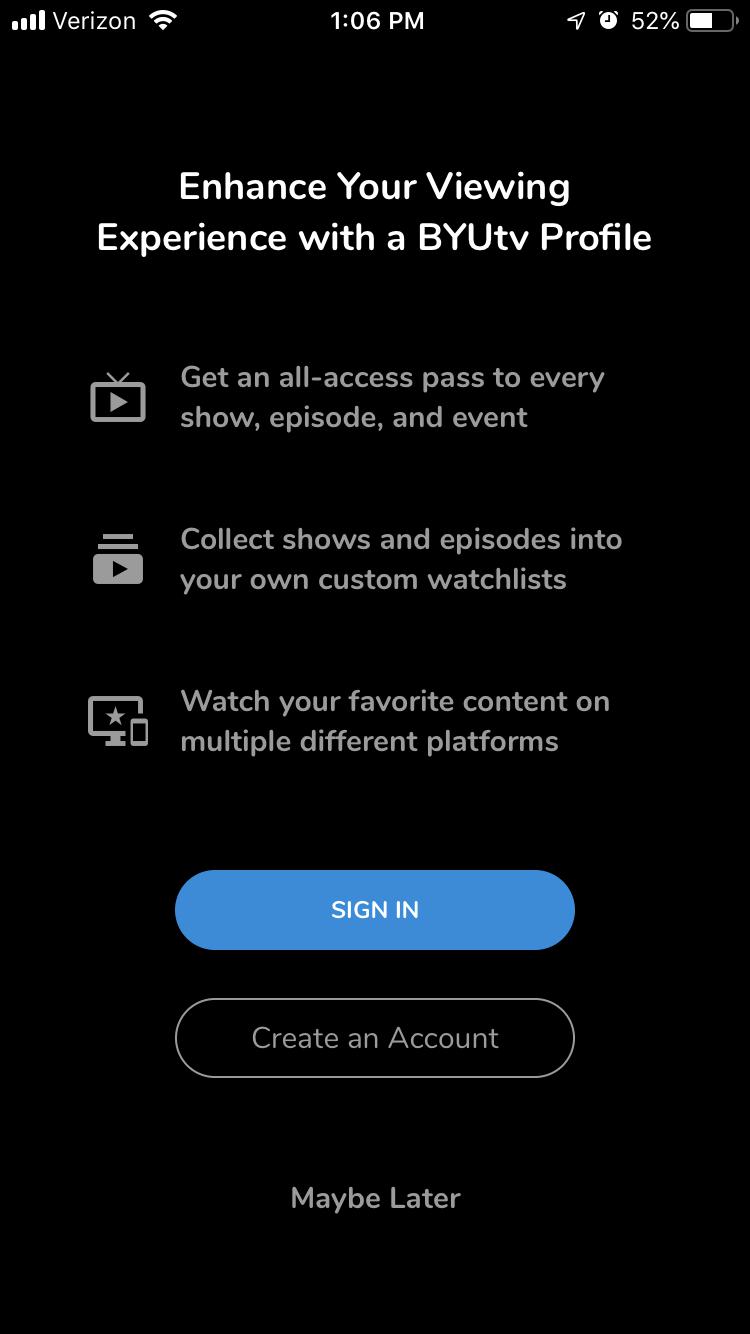 Verizon 1:06 PM 52%
Enhance Your Viewing
Experience with a BYUtv Profile
Get an all-access pass to every
show, episode, and event
Collect shows and episodes into
your own custom watchlists
Watch your favorite content on
multiple different platforms
SIGN IN
Create an Account
Maybe Later